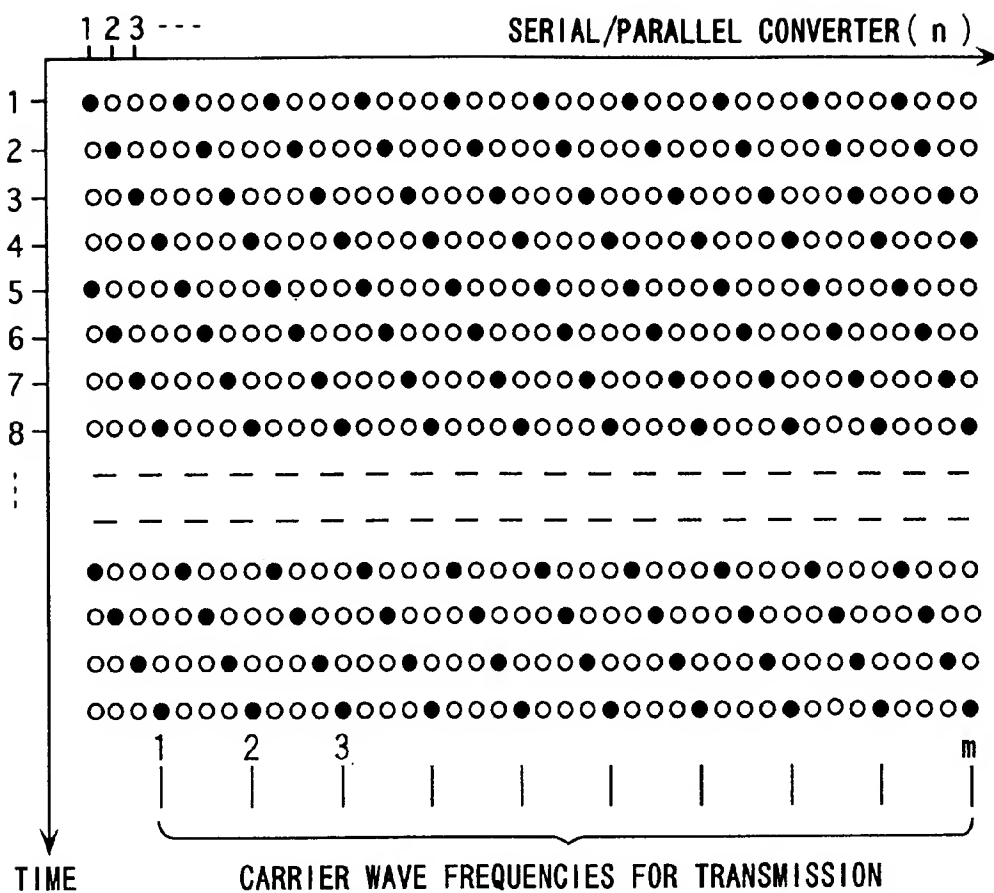 1 2 3 ---
SERIAL/PARALLEL CONVERTER ( n )
1
2
3
4
5
6
7
8
1 2 3 m
TIME
CARRIER WAVE FREQUENCIES FOR TRANSMISSION